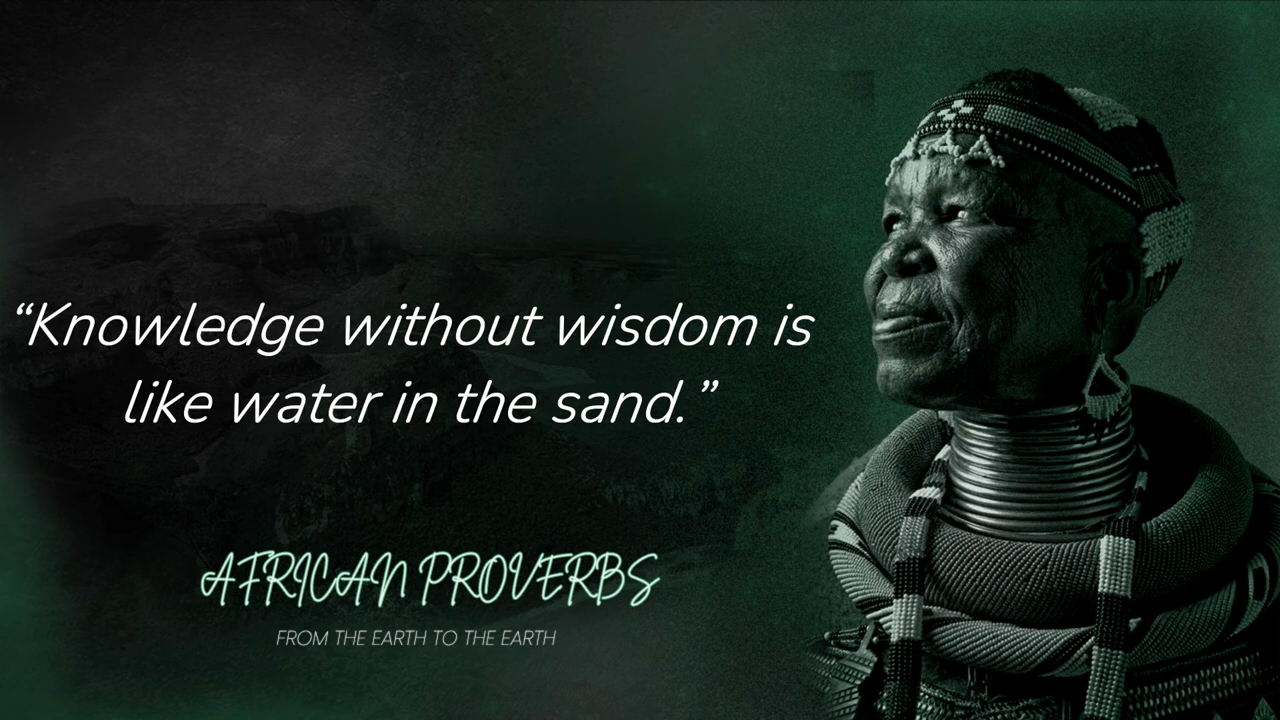 “Knowledge without wisdom is
like water in the sand.”
AFRICAN PROVERBS
FROM THE EARTH TO THE EARTH